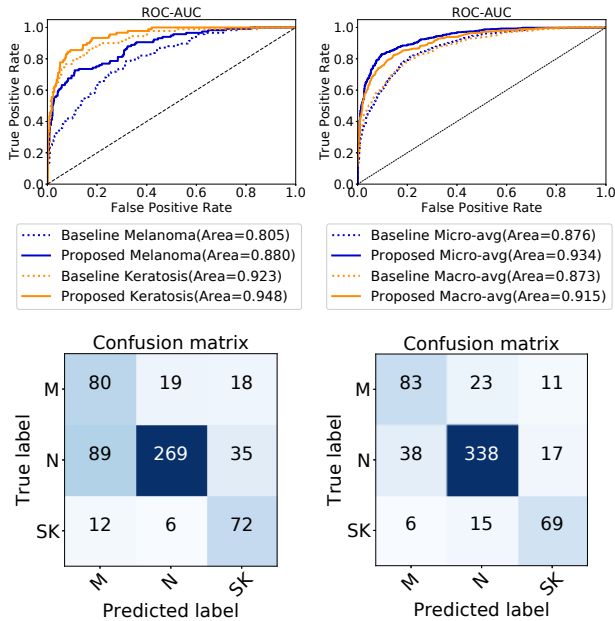 ROC-AUC
True Positive Rate
1.0
0.8
0.6
0.4
0.2
0.0
0.0 0.2 0.4 0.6 0.8 1.0
False Positive Rate
Baseline Melanoma(Area=0.805)
Proposed Melanoma(Area=0.880)
Baseline Keratosis(Area=0.923)
Proposed Keratosis(Area=0.948)
ROC-AUC
True Positive Rate
1.0
0.8
0.6
0.4
0.2
0.0
0.0 0.2 0.4 0.6 0.8 1.0
False Positive Rate
Baseline Micro-avg(Area=0.876)
Proposed Micro-avg(Area=0.934)
Baseline Macro-avg(Area=0.873)
Proposed Macro-avg(Area=0.915)
Confusion matrix
True label
M 80 19 18
N 89 269 35
SK 12 6 72
M N SK
Predicted label
Confusion matrix
True label
M 83 23 11
N 38 338 17
SK 6 15 69
M N SK
Predicted label